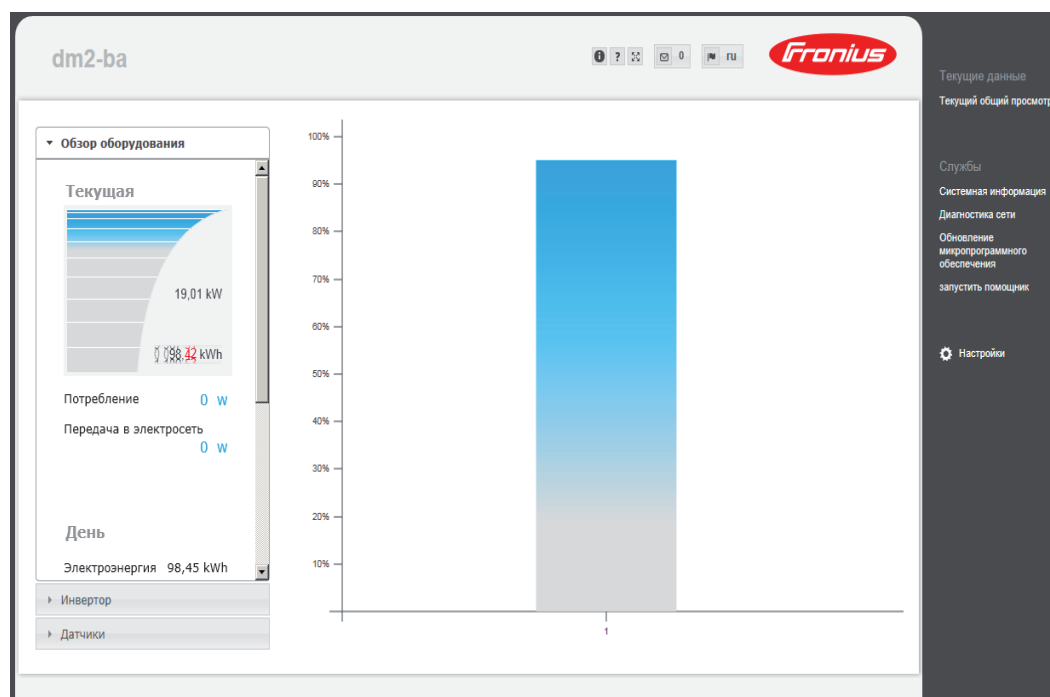 dm2-ba
i ? 0 ru
Fronius
Текущие данные
Текущий общий просмотр
Службы
Системная информация
Диагностика сети
Обновление
микропрограммного
обеспечения
запустить помощник
Настройки
Обзор оборудования
Текущая
19,01 kW
098,42 kWh
Потребление 0 W
Передача в электросеть
0 W
День
Электроэнергия 98,45 kWh
Инвертор
Датчики
100%
90%
80%
70%
60%
50%
40%
30%
20%
10%
1